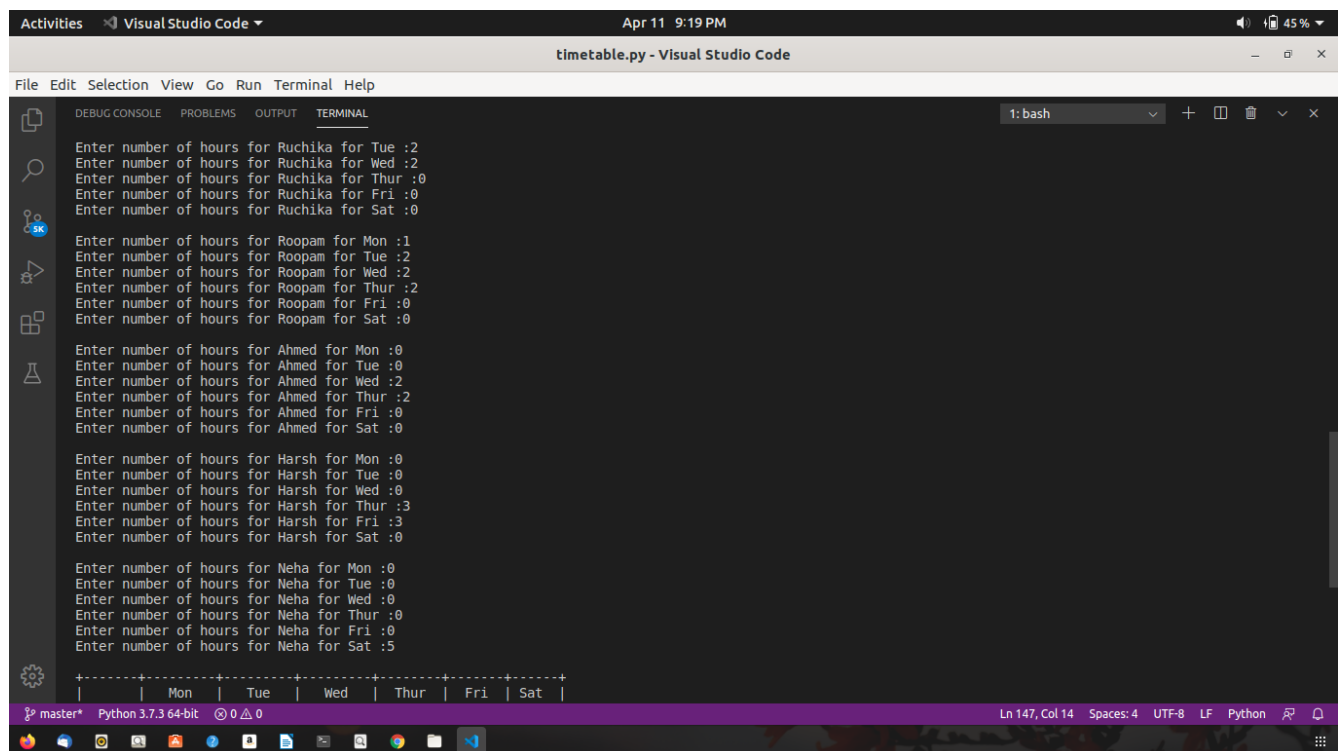 Activities Visual Studio Code Apr 11 9:19 PM 45 %
timetable.py - Visual Studio Code
File Edit Selection View Go Run Terminal Help
DEBUG CONSOLE PROBLEMS OUTPUT TERMINAL 1: bash
Enter number of hours for Ruchika for Tue :2
Enter number of hours for Ruchika for Wed :2
Enter number of hours for Ruchika for Thur :0
Enter number of hours for Ruchika for Fri :0
Enter number of hours for Ruchika for Sat :0
Enter number of hours for Roopam for Mon :1
Enter number of hours for Roopam for Tue :2
Enter number of hours for Roopam for Wed :2
Enter number of hours for Roopam for Thur :2
Enter number of hours for Roopam for Fri :0
Enter number of hours for Roopam for Sat :0
Enter number of hours for Ahmed for Mon :0
Enter number of hours for Ahmed for Tue :0
Enter number of hours for Ahmed for Wed :2
Enter number of hours for Ahmed for Thur :2
Enter number of hours for Ahmed for Fri :0
Enter number of hours for Ahmed for Sat :0
Enter number of hours for Harsh for Mon :0
Enter number of hours for Harsh for Tue :0
Enter number of hours for Harsh for Wed :0
Enter number of hours for Harsh for Thur :3
Enter number of hours for Harsh for Fri :3
Enter number of hours for Harsh for Sat :0
Enter number of hours for Neha for Mon :0
Enter number of hours for Neha for Tue :0
Enter number of hours for Neha for Wed :0
Enter number of hours for Neha for Thur :0
Enter number of hours for Neha for Fri :0
Enter number of hours for Neha for Sat :5
+-------+---------+---------+---------+--------+-------+------+
|       |   Mon   |   Tue   |   Wed   |  Thur  |  Fri  | Sat  |
SK
master* Python 3.7.3 64-bit 0 0 Ln 147, Col 14 Spaces: 4 UTF-8 LF Python